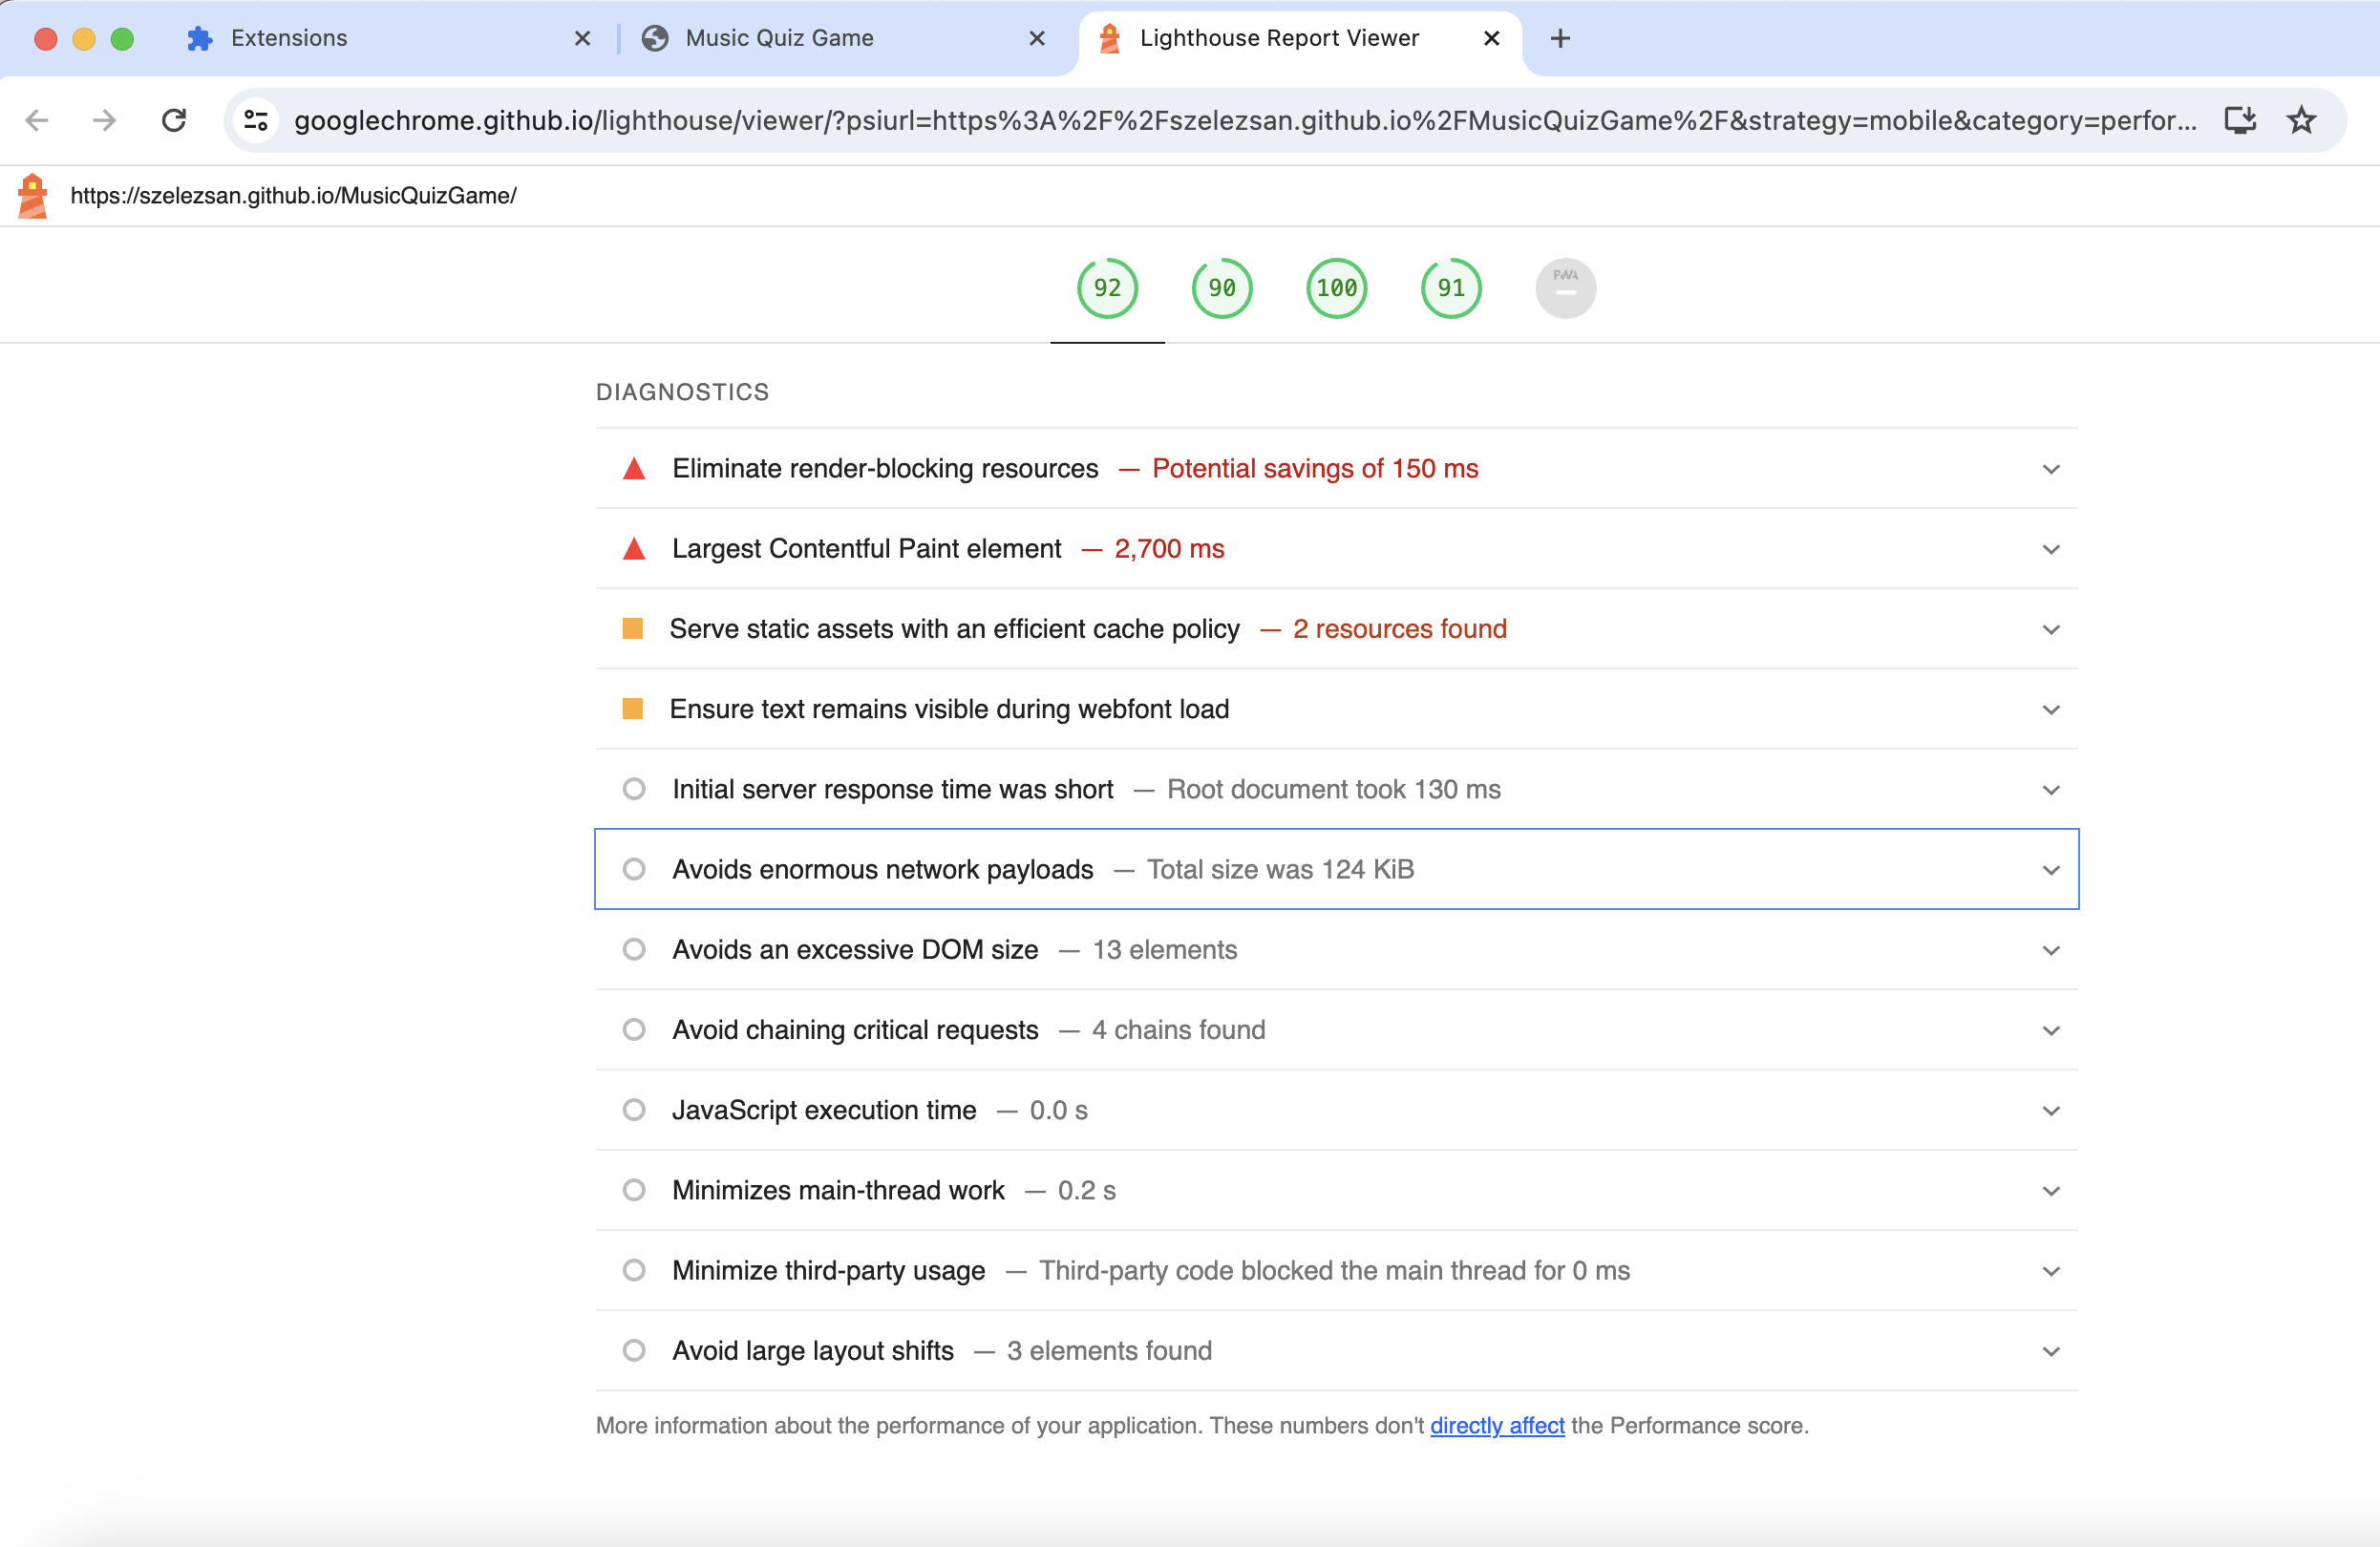 Extensions
Music Quiz Game
Lighthouse Report Viewer
googlechrome.github.io/lighthouse/viewer/?psiurl=https%3A%2F%2Fszelezsan.github.io%2FMusicQuizGame%2F&strategy=mobile&category=perfor...
https://szelezsan.github.io/MusicQuizGame/
92 90 100 91 PWA
DIAGNOSTICS
Eliminate render-blocking resources — Potential savings of 150 ms
Largest Contentful Paint element — 2,700 ms
Serve static assets with an efficient cache policy — 2 resources found
Ensure text remains visible during webfont load
Initial server response time was short — Root document took 130 ms
Avoids enormous network payloads — Total size was 124 KiB
Avoids an excessive DOM size — 13 elements
Avoid chaining critical requests — 4 chains found
JavaScript execution time — 0.0 s
Minimizes main-thread work — 0.2 s
Minimize third-party usage — Third-party code blocked the main thread for 0 ms
Avoid large layout shifts — 3 elements found
More information about the performance of your application. These numbers don't directly affect the Performance score.